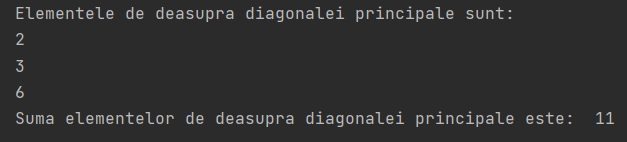 Elementele de deasupra diagonalei principale sunt:
2
3
6
Suma elementelor de deasupra diagonalei principale este:  11